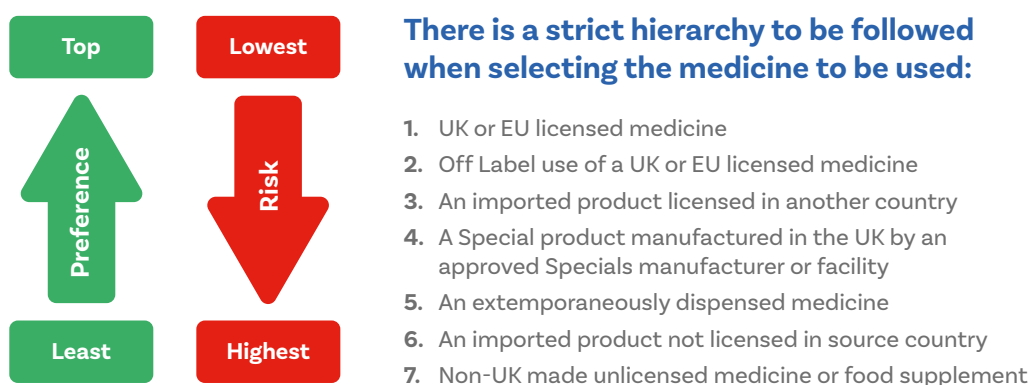 Top
Preference
Least
Lowest
Risk
Highest
There is a strict hierarchy to be followed
when selecting the medicine to be used:
1. UK or EU licensed medicine
2. Off Label use of a UK or EU licensed medicine
3. An imported product licensed in another country
4. A Special product manufactured in the UK by an
approved Specials manufacturer or facility
5. An extemporaneously dispensed medicine
6. An imported product not licensed in source country
7. Non-UK made unlicensed medicine or food supplement